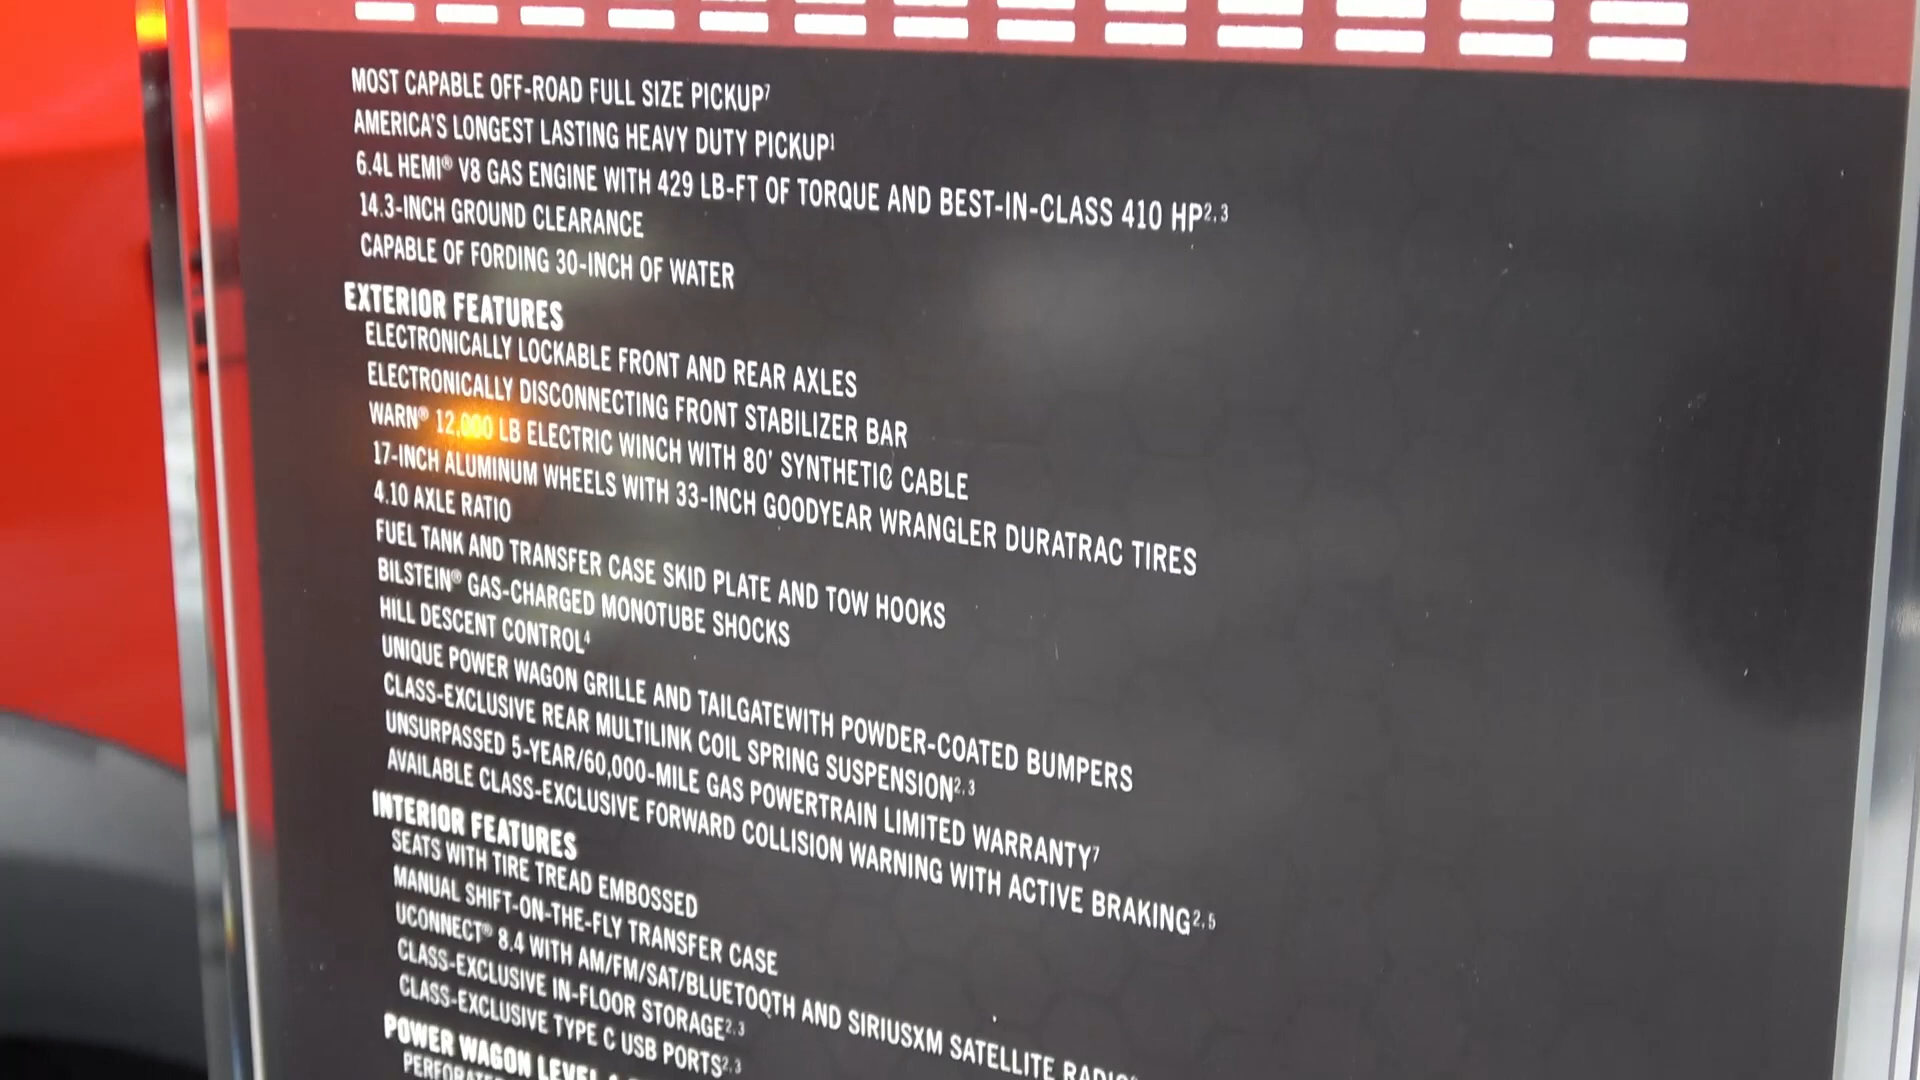 MOST CAPABLE OFF-ROAD FULL SIZE PICKUP⁷
AMERICA'S LONGEST LASTING HEAVY DUTY PICKUP¹
6.4L HEMI® V8 GAS ENGINE WITH 429 LB-FT OF TORQUE AND BEST-IN-CLASS 410 HP²,³
14.3-INCH GROUND CLEARANCE
CAPABLE OF FORDING 30-INCH OF WATER
EXTERIOR FEATURES
ELECTRONICALLY LOCKABLE FRONT AND REAR AXLES
ELECTRONICALLY DISCONNECTING FRONT STABILIZER BAR
WARN® 12,000 LB ELECTRIC WINCH WITH 80' SYNTHETIC CABLE
17-INCH ALUMINUM WHEELS WITH 33-INCH GOODYEAR WRANGLER DURATRAC TIRES
4.10 AXLE RATIO
FUEL TANK AND TRANSFER CASE SKID PLATE AND TOW HOOKS
BILSTEIN® GAS-CHARGED MONOTUBE SHOCKS
HILL DESCENT CONTROL⁴
UNIQUE POWER WAGON GRILLE AND TAILGATEWITH POWDER-COATED BUMPERS
CLASS-EXCLUSIVE REAR MULTILINK COIL SPRING SUSPENSION²,³
UNSURPASSED 5-YEAR/60,000-MILE GAS POWERTRAIN LIMITED WARRANTY⁷
AVAILABLE CLASS-EXCLUSIVE FORWARD COLLISION WARNING WITH ACTIVE BRAKING²,⁵
INTERIOR FEATURES
SEATS WITH TIRE TREAD EMBOSSED
MANUAL SHIFT-ON-THE-FLY TRANSFER CASE
UCONNECT® 8.4 WITH AM/FM/SAT/BLUETOOTH AND SIRIUSXM SATELLITE RADIO
CLASS-EXCLUSIVE IN-FLOOR STORAGE²,³
CLASS-EXCLUSIVE TYPE C USB PORTS²,³
POWER WAGON LEVEL